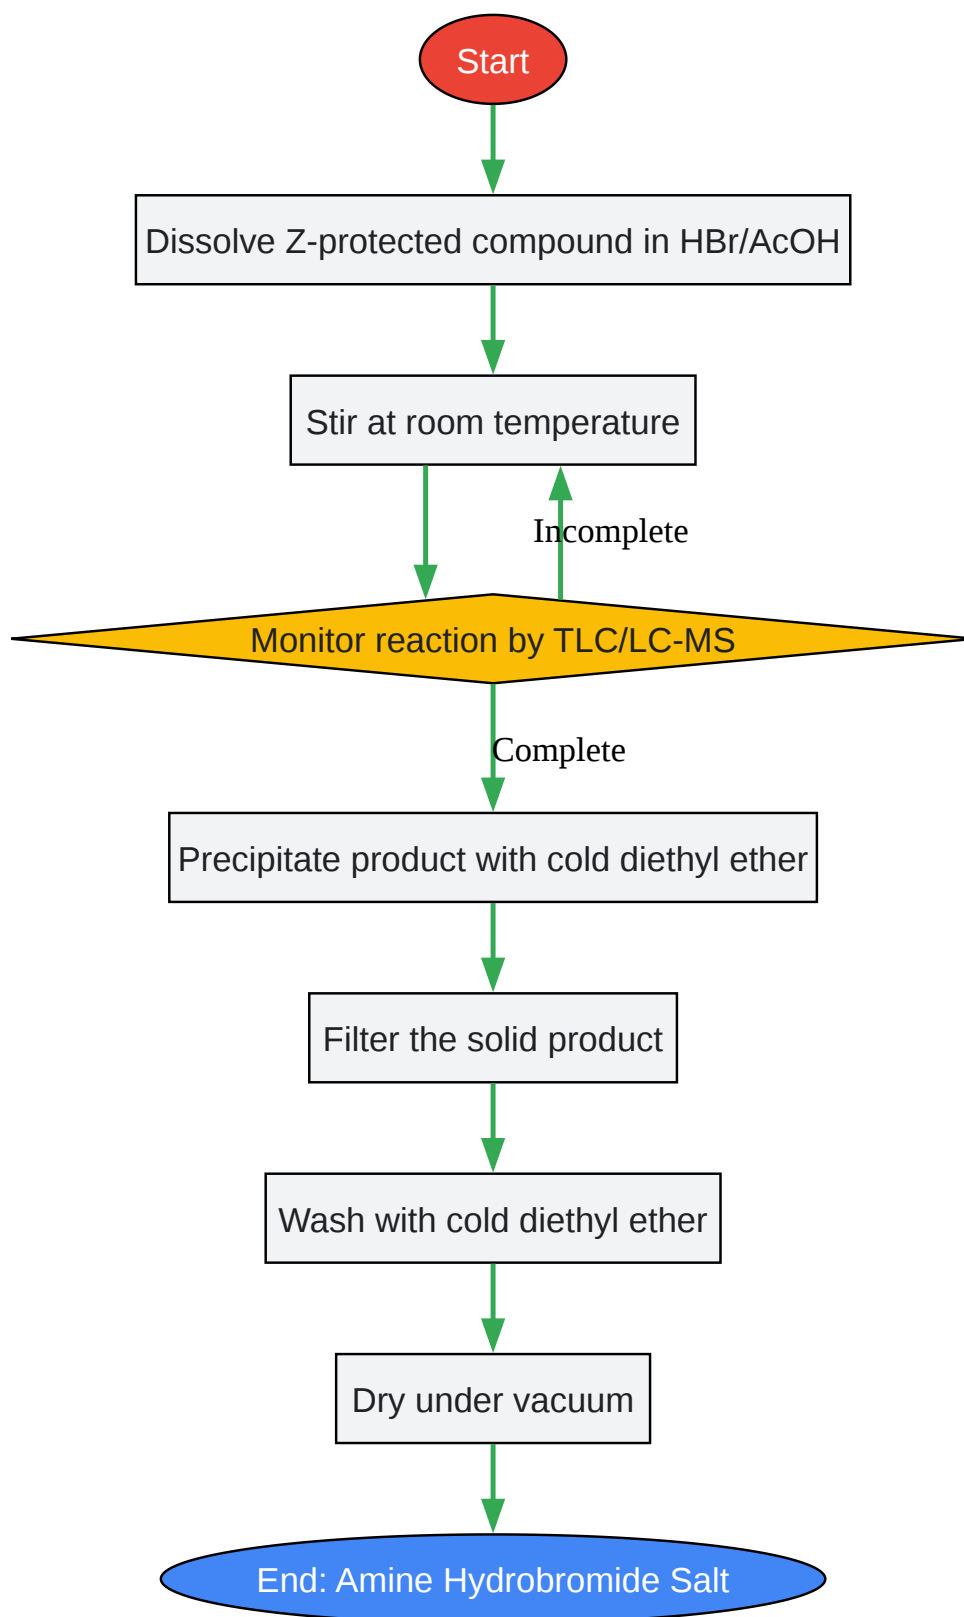 Start
Dissolve Z-protected compound in HBr/AcOH
Stir at room temperature
Incomplete
Monitor reaction by TLC/LC-MS
Complete
Precipitate product with cold diethyl ether
Filter the solid product
Wash with cold diethyl ether
Dry under vacuum
End: Amine Hydrobromide Salt